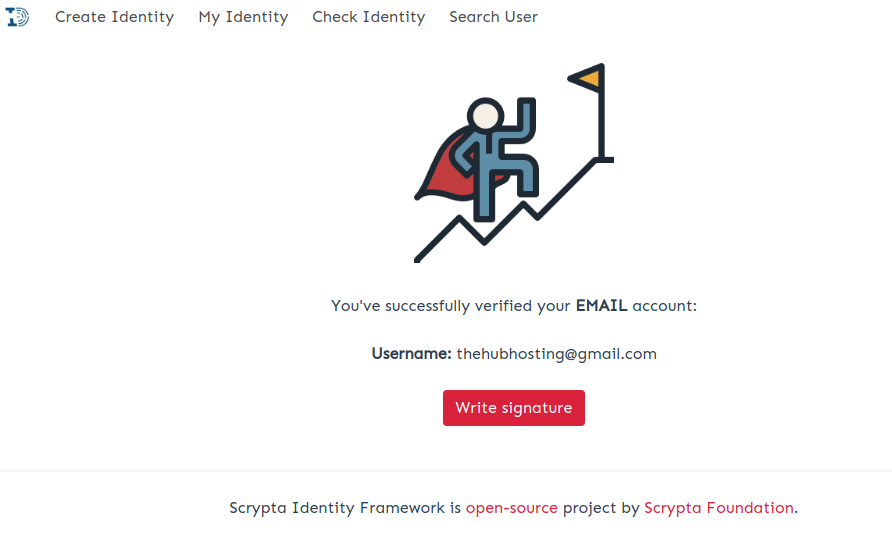 Create Identity My Identity Check Identity Search User
You've successfully verified your EMAIL account:
Username: thehubhosting@gmail.com
Write signature
Scrypta Identity Framework is open-source project by Scrypta Foundation.